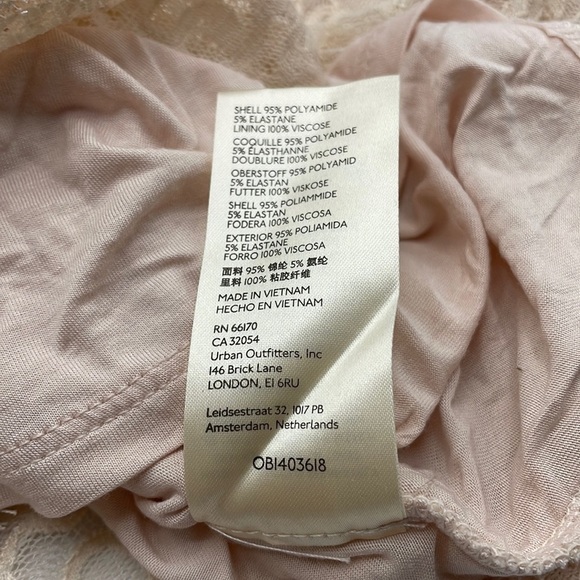 SHELL 95% POLYAMIDE
5% ELASTANE
LINING 100% VISCOSE
COQUILLE 95% POLYAMIDE
5% ÉLASTHANNE
DOUBLURE 100% VISCOSE
OBERSTOFF 95% POLYAMID
5% ELASTAN
FUTTER 100% VISKOSE
SHELL 95% POLIAMMIDE
5% ELASTAN
FODERA 100% VISCOSA
EXTERIOR 95% POLIAMIDA
5% ELASTANE
FORRO 100% VISCOSA
面料 95% 锦纶 5% 氨纶
里料 100% 粘胶纤维
MADE IN VIETNAM
HECHO EN VIETNAM
RN 66170
CA 32054
Urban Outfitters, Inc
146 Brick Lane
LONDON, E1 6RU
Leidsestraat 32, 1017 PB
Amsterdam, Netherlands
OB1403618